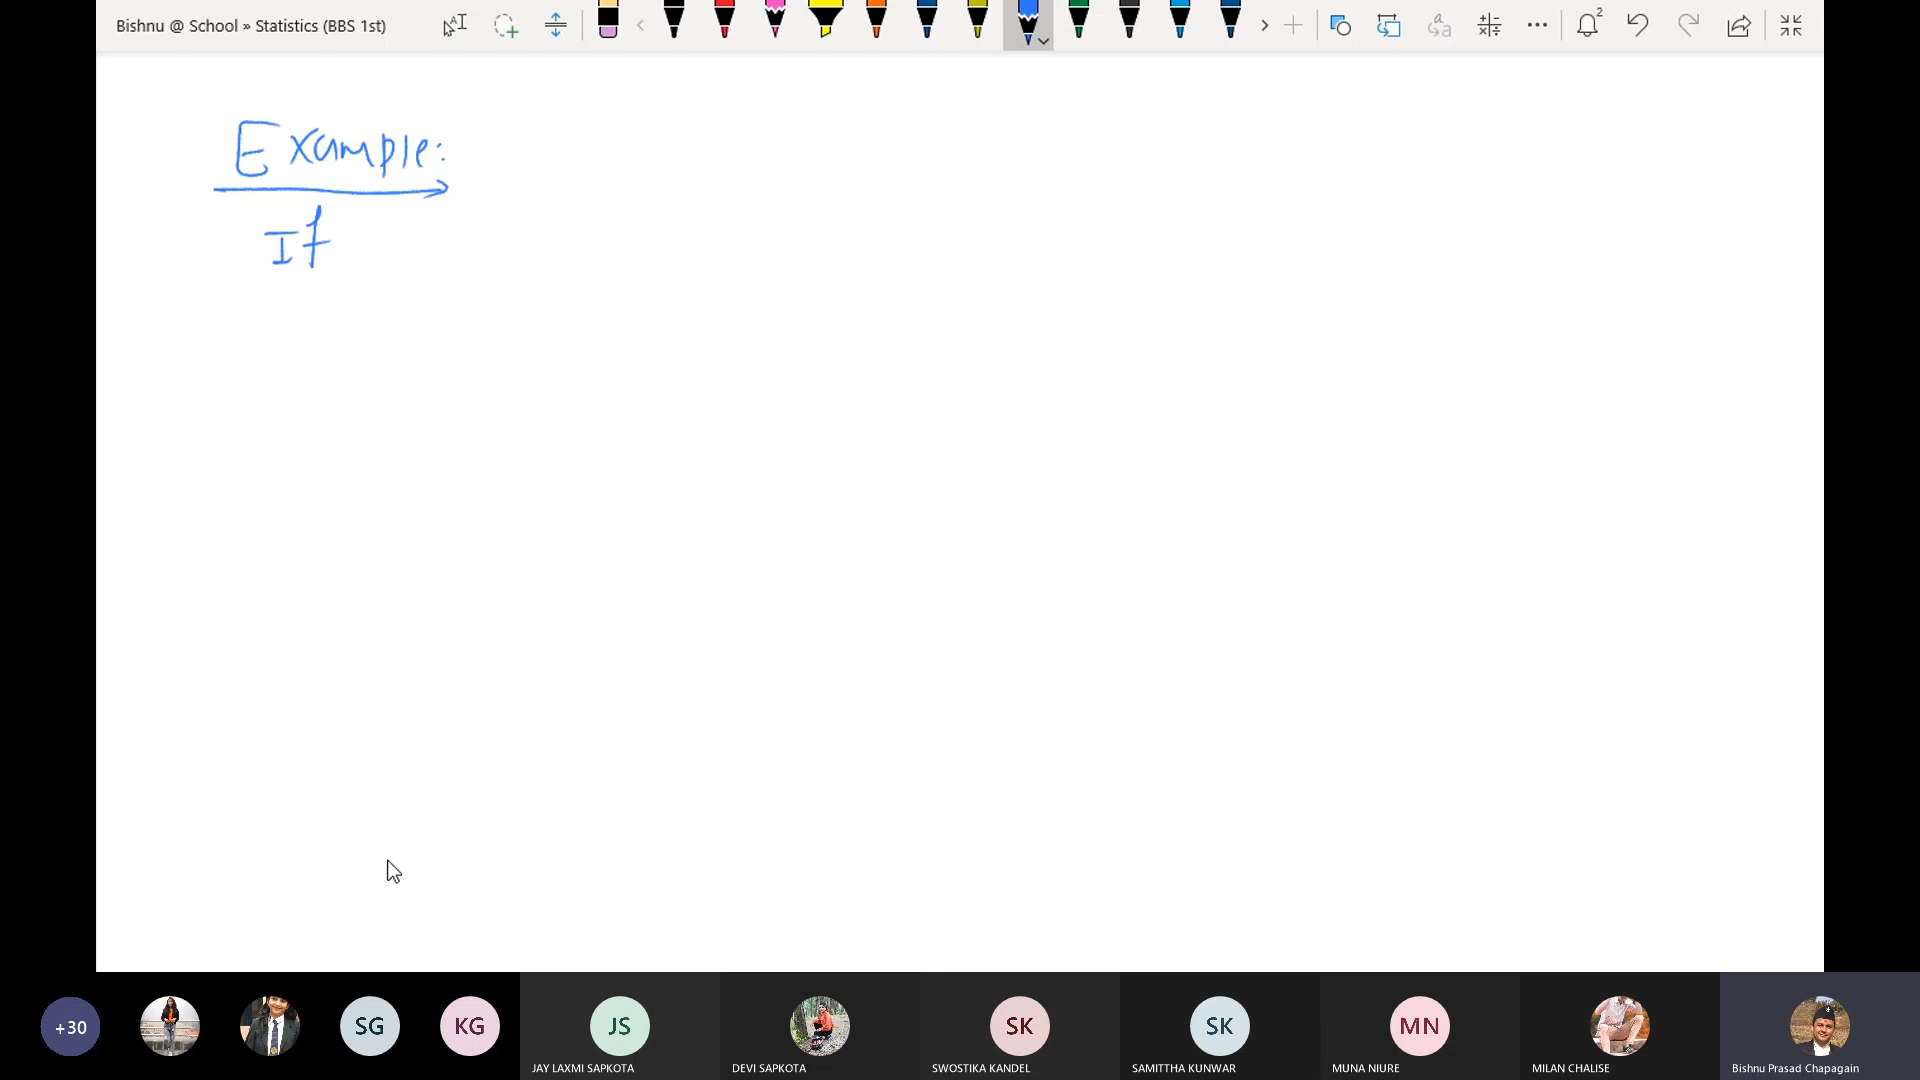 Bishnu @ School » Statistics (BBS 1st)
2
Example:
If
+30
SG
KG
JS
SK
SK
MN
JAY LAXMI SAPKOTA
DEVI SAPKOTA
SWOSTIKA KANDEL
SAMITTHA KUNWAR
MUNA NIURE
MILAN CHALISE
Bishnu Prasad Chapagain